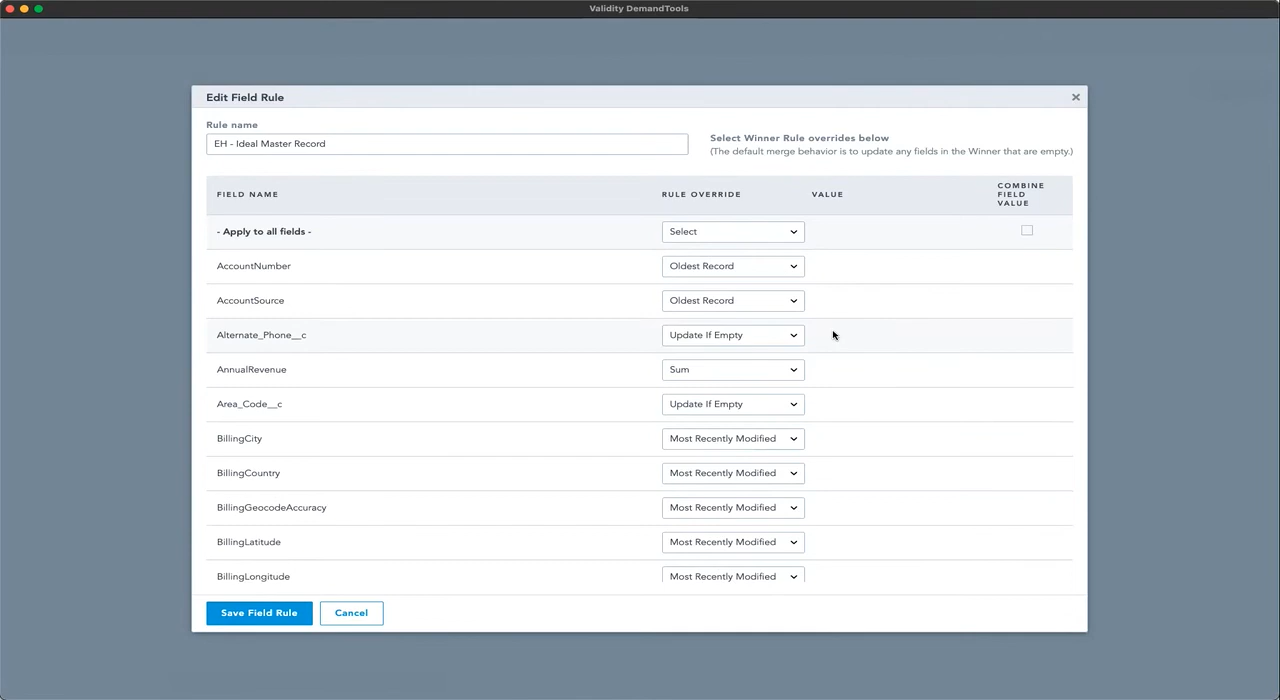 Validity DemandTools
Edit Field Rule
Rule name
EH - Ideal Master Record
Select Winner Rule overrides below
(The default merge behavior is to update any fields in the Winner that are empty.)
FIELD NAME RULE OVERRIDE VALUE COMBINE FIELD VALUE
- Apply to all fields - Select
AccountNumber Oldest Record
AccountSource Oldest Record
Alternate_Phone__c Update If Empty
AnnualRevenue Sum
Area_Code__c Update If Empty
BillingCity Most Recently Modified
BillingCountry Most Recently Modified
BillingGeocodeAccuracy Most Recently Modified
BillingLatitude Most Recently Modified
BillingLongitude Most Recently Modified
Save Field Rule Cancel